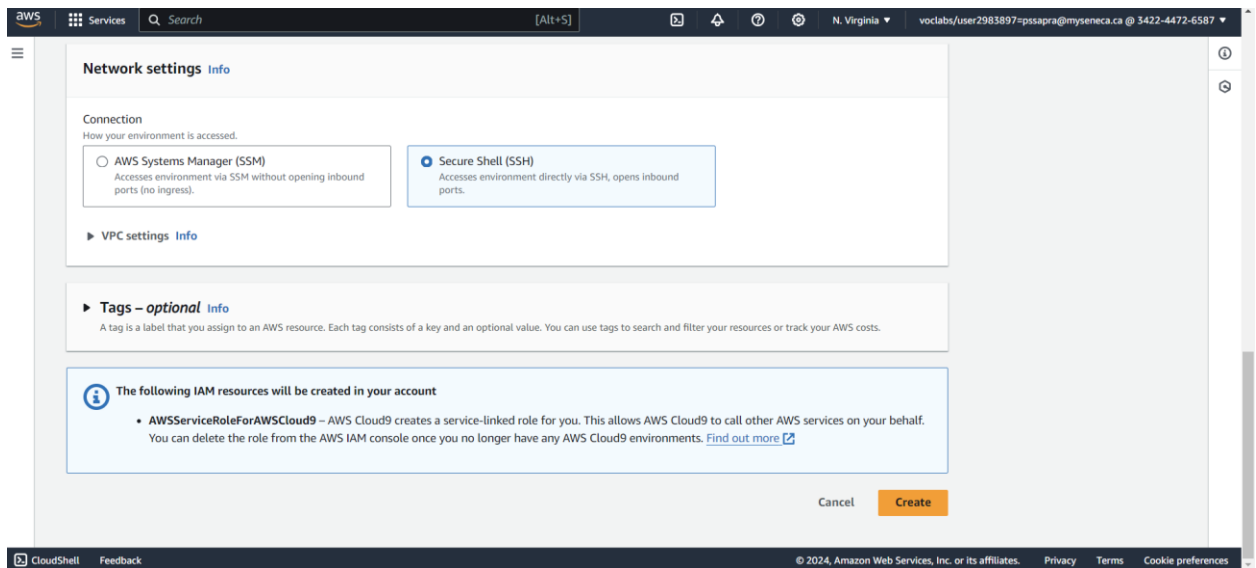 aws Services Search [Alt+S] N. Virginia ▼ voclabs/user2983897=pssapra@myseneca.ca @ 3422-4472-6587 ▼
Network settings Info
Connection
How your environment is accessed.
AWS Systems Manager (SSM)
Accesses environment via SSM without opening inbound
ports (no ingress).
Secure Shell (SSH)
Accesses environment directly via SSH, opens inbound
ports.
▶ VPC settings Info
▶ Tags – optional Info
A tag is a label that you assign to an AWS resource. Each tag consists of a key and an optional value. You can use tags to search and filter your resources or track your AWS costs.
The following IAM resources will be created in your account
• AWSServiceRoleForAWSCloud9 – AWS Cloud9 creates a service-linked role for you. This allows AWS Cloud9 to call other AWS services on your behalf.
You can delete the role from the AWS IAM console once you no longer have any AWS Cloud9 environments. Find out more
Cancel Create
CloudShell Feedback © 2024, Amazon Web Services, Inc. or its affiliates. Privacy Terms Cookie preferences